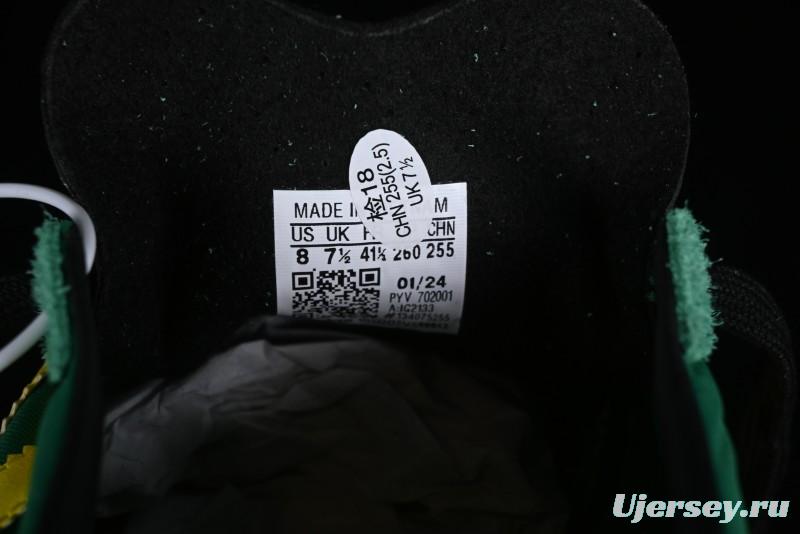 检18
CHN 255(2.5)
UK 7½
MADE I M
US UK F CHN
8 7½ 41⅓ 260 255
01/24
PYV 702001
A:IG2133
Ujersey.ru